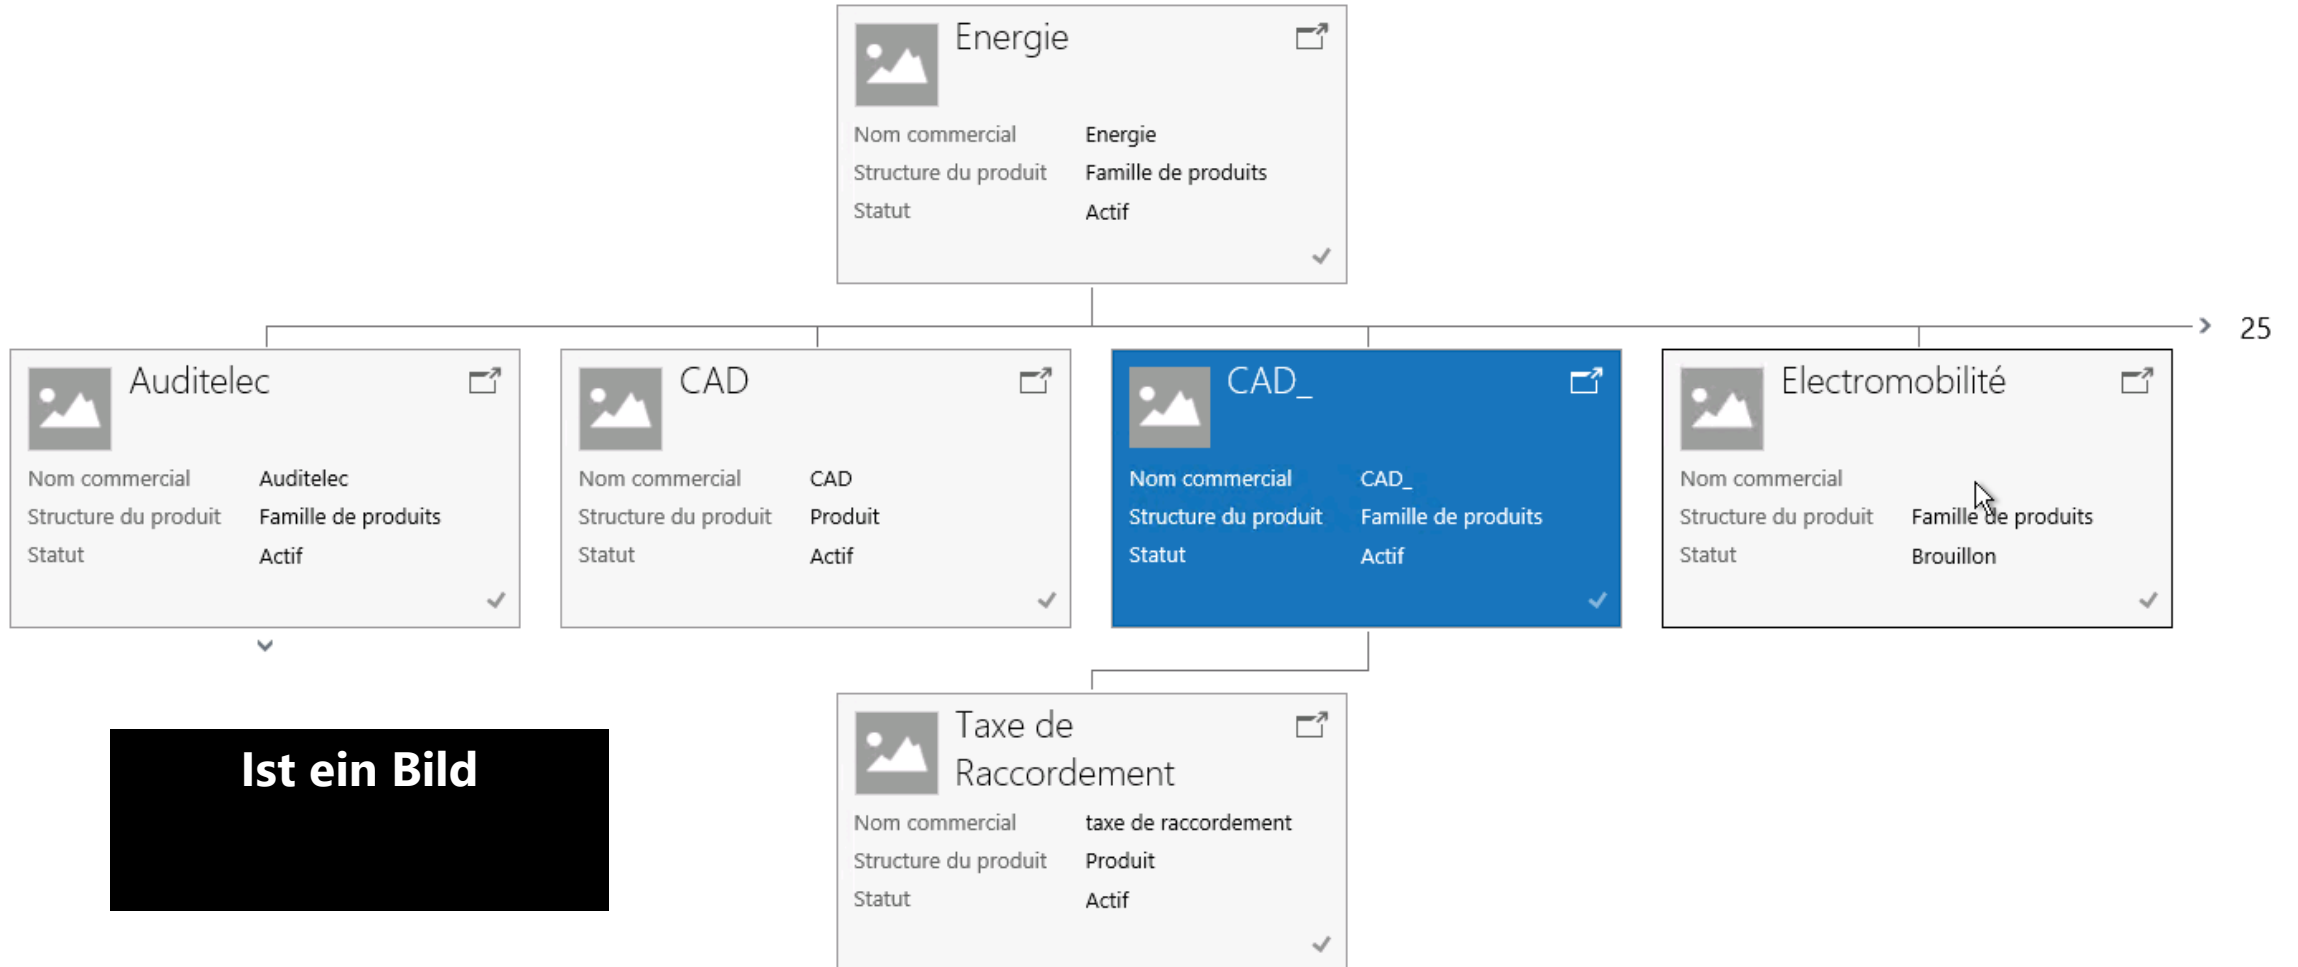 Energie
Nom commercial Energie
Structure du produit Famille de produits
Statut Actif
25
Auditelec
Nom commercial Auditelec
Structure du produit Famille de produits
Statut Actif
CAD
Nom commercial CAD
Structure du produit Produit
Statut Actif
CAD_
Nom commercial CAD_
Structure du produit Famille de produits
Statut Actif
Electromobilité
Nom commercial
Structure du produit Famille de produits
Statut Brouillon
Ist ein Bild
Taxe de
Raccordement
Nom commercial taxe de raccordement
Structure du produit Produit
Statut Actif